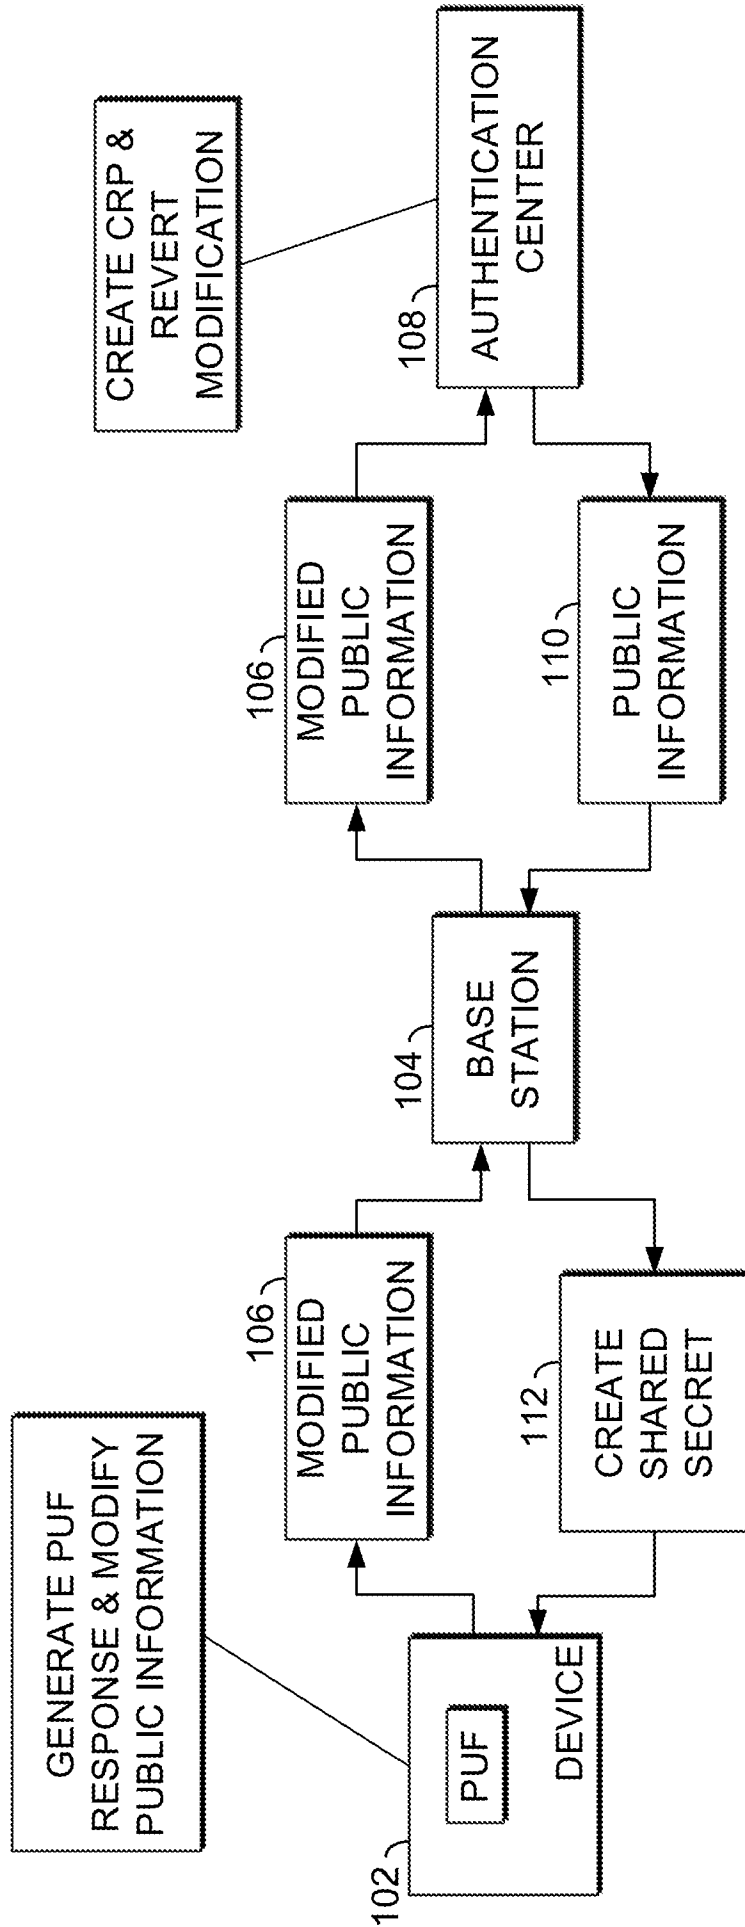 GENERATE PUF
RESPONSE & MODIFY
PUBLIC INFORMATION
102
PUF
DEVICE
106
MODIFIED
PUBLIC
INFORMATION
112
CREATE
SHARED
SECRET
104
BASE
STATION
106
MODIFIED
PUBLIC
INFORMATION
110
PUBLIC
INFORMATION
CREATE CRP &
REVERT
MODIFICATION
108
AUTHENTICATION
CENTER